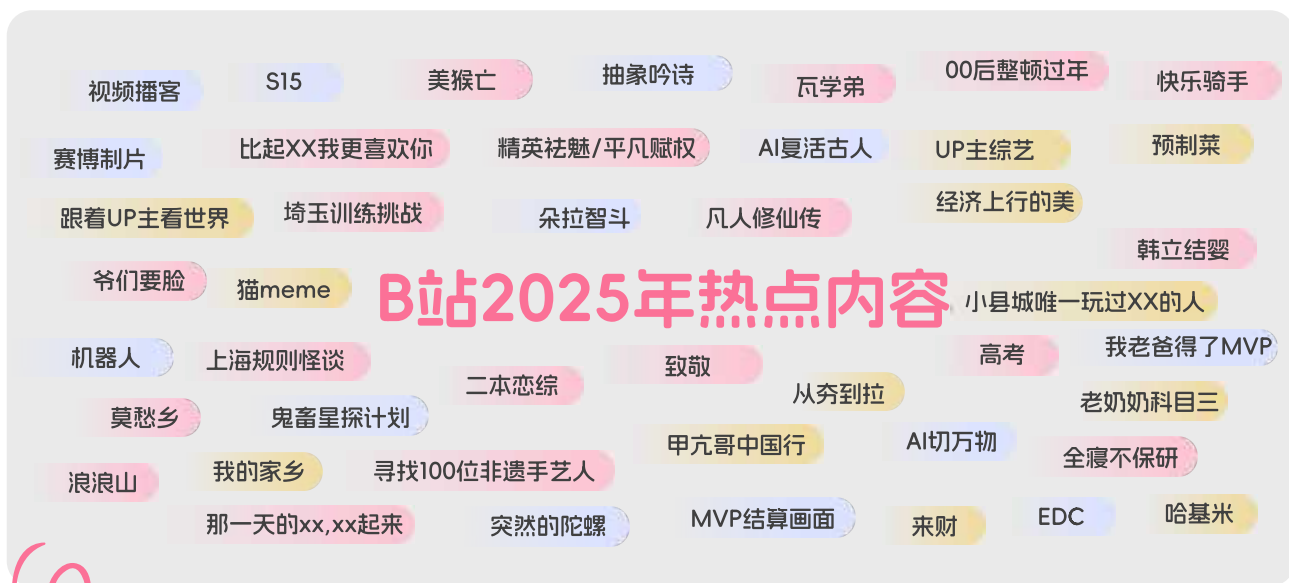 视频播客
S15
美猴亡
抽象吟诗
瓦学弟
00后整顿过年
快乐骑手
赛博制片
比起XX我更喜欢你
精英祛魅/平凡赋权
AI复活古人
UP主综艺
预制菜
跟着UP主看世界
埼玉训练挑战
朵拉智斗
凡人修仙传
经济上行的美
韩立结婴
爷们要脸
猫meme
B站2025年热点内容
小县城唯一玩过XX的人
机器人
上海规则怪谈
二本恋综
致敬
高考
我老爸得了MVP
从夯到拉
老奶奶科目三
莫愁乡
鬼畜星探计划
甲亢哥中国行
AI切万物
全寝不保研
浪浪山
我的家乡
寻找100位非遗手艺人
那一天的xx,xx起来
突然的陀螺
MVP结算画面
来财
EDC
哈基米